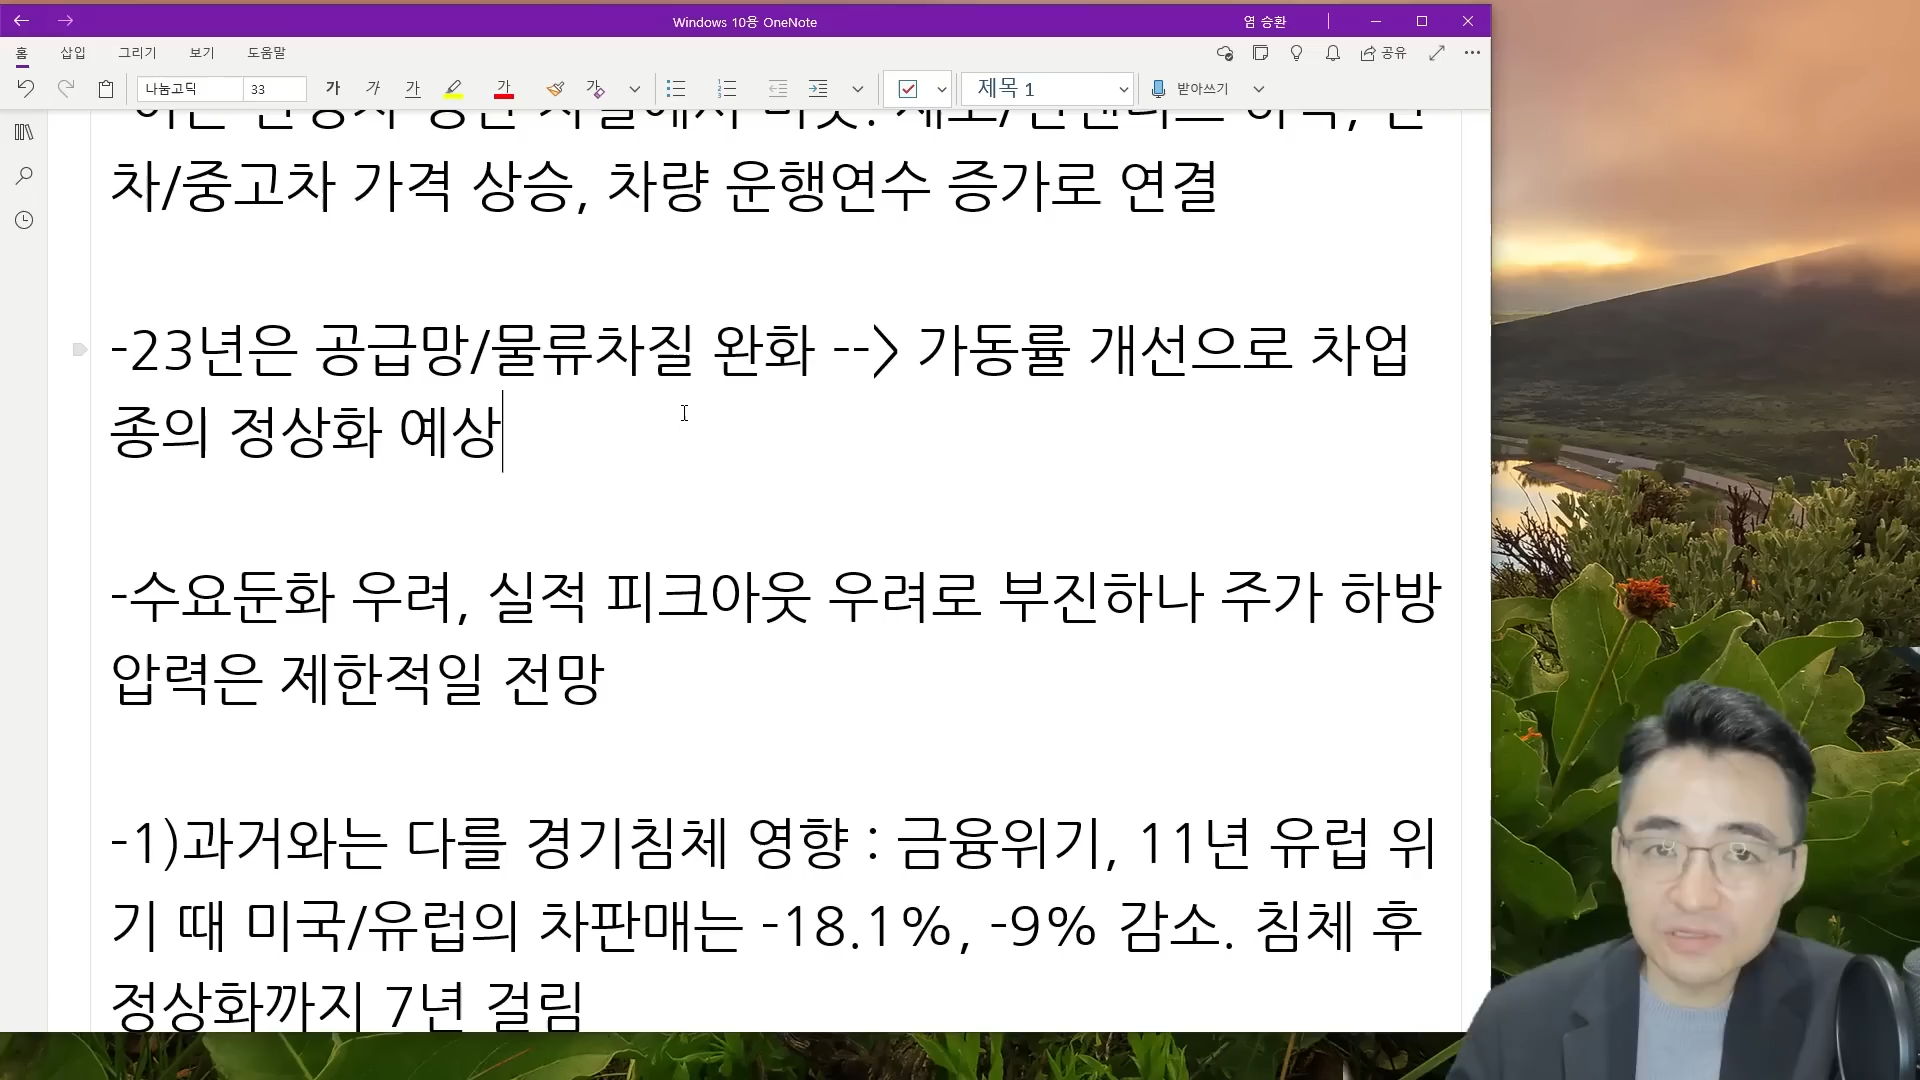 Windows 10용 OneNote
염 승환
홈 삽입 그리기 보기 도움말
공유
나눔고딕 33 가 가 가 가 가 제목 1 받아쓰기
차/중고차 가격 상승, 차량 운행연수 증가로 연결
-23년은 공급망/물류차질 완화 --> 가동률 개선으로 차업
종의 정상화 예상
-수요둔화 우려, 실적 피크아웃 우려로 부진하나 주가 하방
압력은 제한적일 전망
-1)과거와는 다를 경기침체 영향 : 금융위기, 11년 유럽 위
기 때 미국/유럽의 차판매는 -18.1%, -9% 감소. 침체 후
정상화까지 7년 걸림